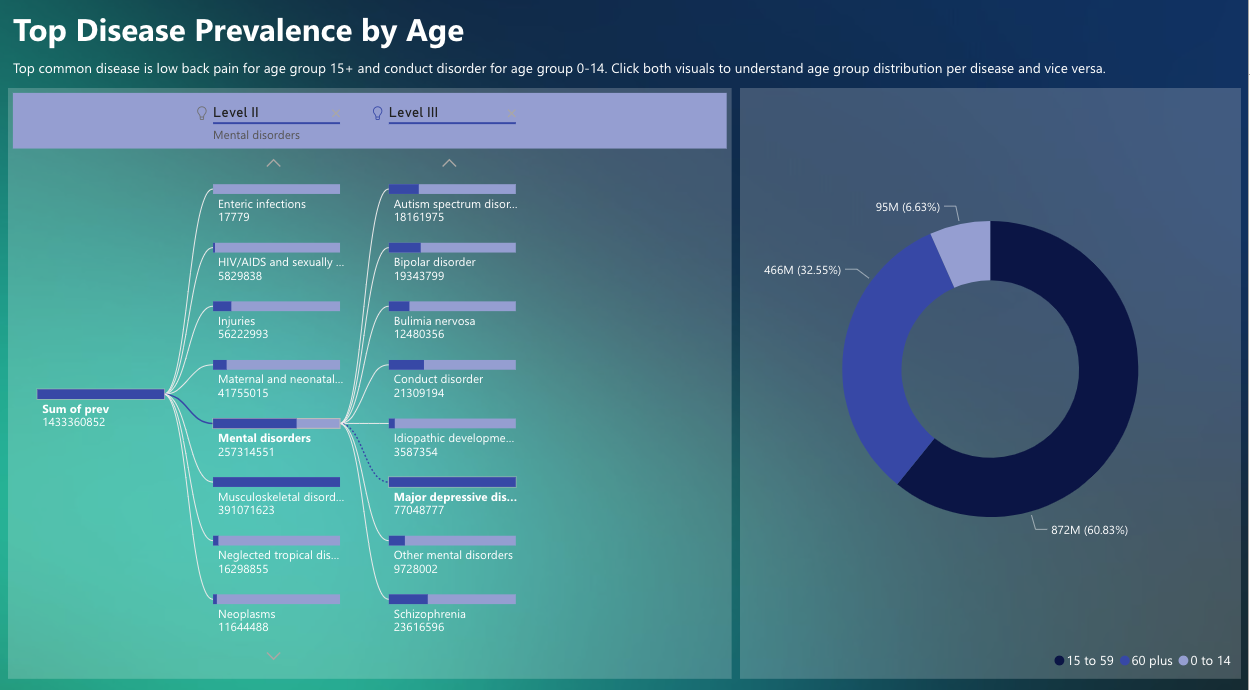 Top Disease Prevalence by Age
Top common disease is low back pain for age group 15+ and conduct disorder for age group 0-14. Click both visuals to understand age group distribution per disease and vice versa.
Level II
Mental disorders
Level III
Sum of prev
1433360852
Enteric infections
17779
HIV/AIDS and sexually ...
5829838
Injuries
56222993
Maternal and neonatal...
41755015
Mental disorders
257314551
Musculoskeletal disord...
391071623
Neglected tropical dis...
16298855
Neoplasms
11644488
Autism spectrum disor...
18161975
Bipolar disorder
19343799
Bulimia nervosa
12480356
Conduct disorder
21309194
Idiopathic developme...
3587354
Major depressive dis...
77048777
Other mental disorders
9728002
Schizophrenia
23616596
95M (6.63%)
466M (32.55%)
872M (60.83%)
15 to 59
60 plus
0 to 14